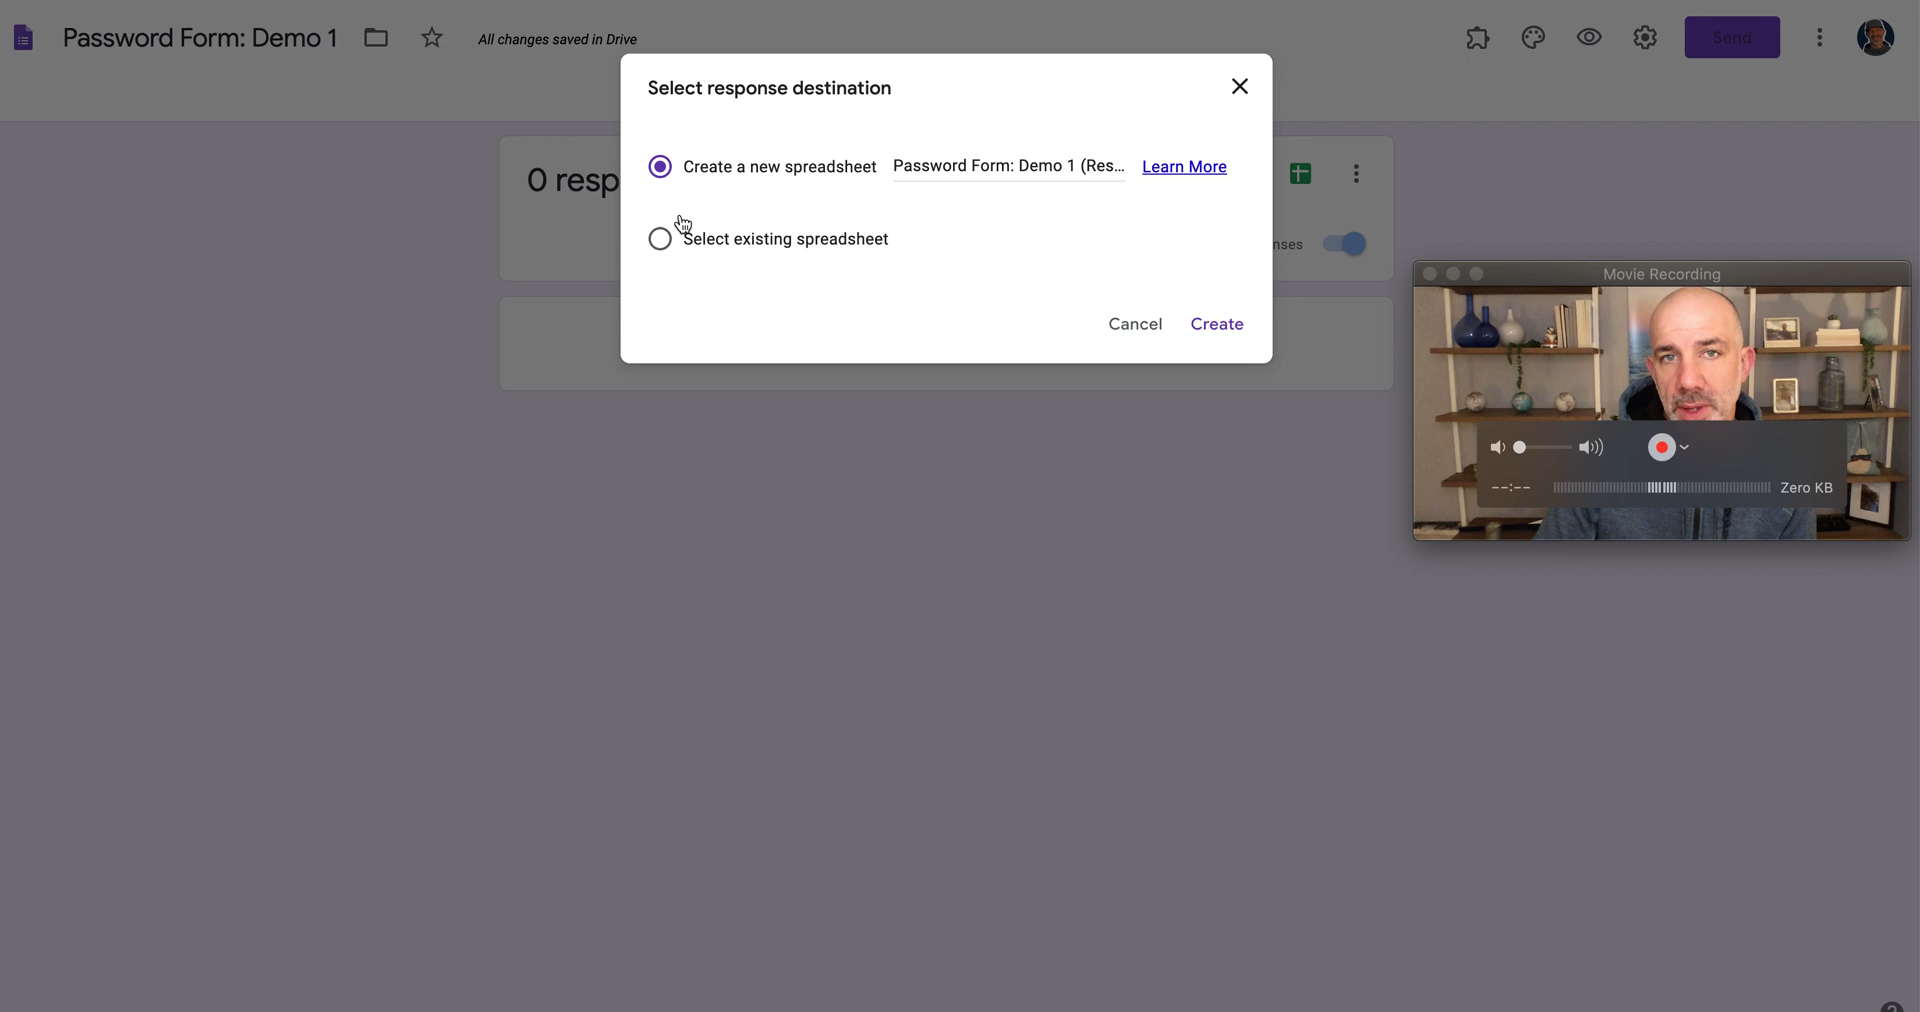 Password Form: Demo 1
All changes saved in Drive
Send
Select response destination
0 resp
Create a new spreadsheet Password Form: Demo 1 (Res... Learn More
Select existing spreadsheet
nses
Cancel Create
Movie Recording
--:-- Zero KB